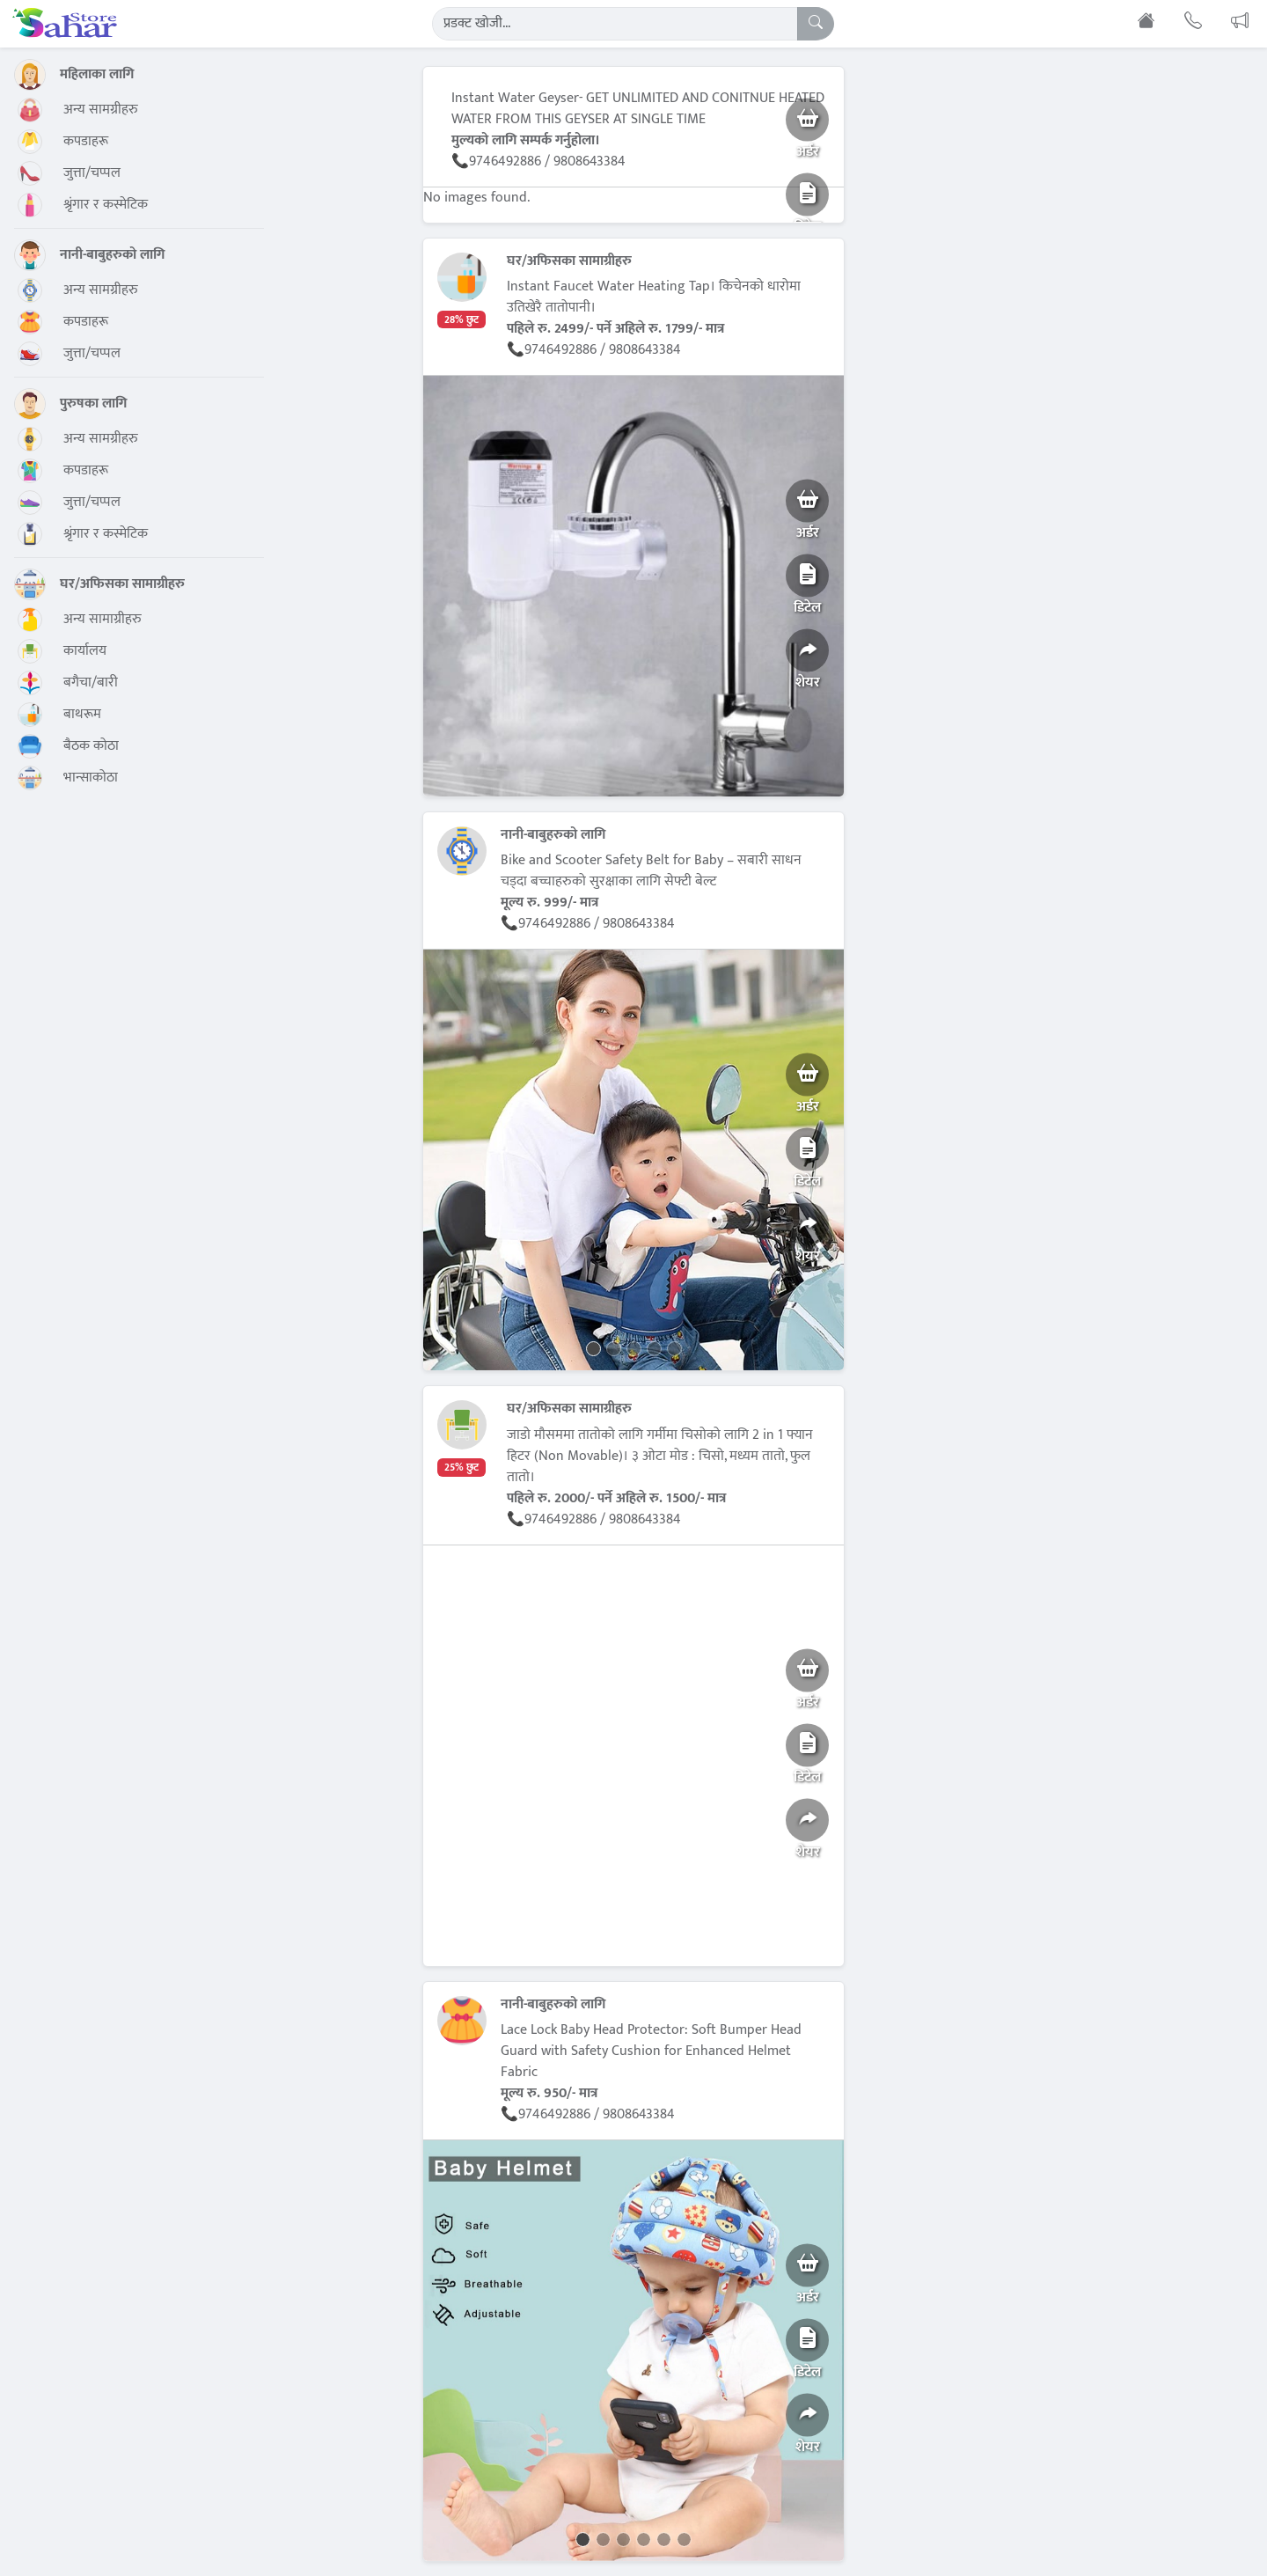 Sahar Store
प्रडक्ट खोजी...
महिलाका लागि
अन्य सामग्रीहरु
कपडाहरू
जुत्ता/चप्पल
श्रृंगार र कस्मेटिक
नानी-बाबुहरुको लागि
अन्य सामग्रीहरु
कपडाहरू
जुत्ता/चप्पल
पुरुषका लागि
अन्य सामग्रीहरु
कपडाहरू
जुत्ता/चप्पल
श्रृंगार र कस्मेटिक
घर/अफिसका सामाग्रीहरु
अन्य सामाग्रीहरु
कार्यालय
बगैचा/बारी
बाथरूम
बैठक कोठा
भान्साकोठा
Instant Water Geyser- GET UNLIMITED AND CONITNUE HEATED
WATER FROM THIS GEYSER AT SINGLE TIME
मुल्यको लागि सम्पर्क गर्नुहोला।
📞9746492886 / 9808643384
अर्डर
No images found.
घर/अफिसका सामाग्रीहरु
28% छुट
Instant Faucet Water Heating Tap। किचेनको धारोमा
उतिखेरै तातोपानी।
पहिले रु. 2499/- पर्ने अहिले रु. 1799/- मात्र
📞9746492886 / 9808643384
Warnings
अर्डर
डिटेल
शेयर
नानी-बाबुहरुको लागि
Bike and Scooter Safety Belt for Baby – सबारी साधन
चड्दा बच्चाहरुको सुरक्षाका लागि सेफ्टी बेल्ट
मूल्य रु. 999/- मात्र
📞9746492886 / 9808643384
अर्डर
डिटेल
शेयर
घर/अफिसका सामाग्रीहरु
25% छुट
जाडो मौसममा तातोको लागि गर्मीमा चिसोको लागि 2 in 1 फ्यान
हिटर (Non Movable)। ३ ओटा मोड : चिसो, मध्यम तातो, फुल
तातो।
पहिले रु. 2000/- पर्ने अहिले रु. 1500/- मात्र
📞9746492886 / 9808643384
अर्डर
डिटेल
शेयर
नानी-बाबुहरुको लागि
Lace Lock Baby Head Protector: Soft Bumper Head
Guard with Safety Cushion for Enhanced Helmet
Fabric
मूल्य रु. 950/- मात्र
📞9746492886 / 9808643384
Baby Helmet
Safe
Soft
Breathable
Adjustable
अर्डर
डिटेल
शेयर